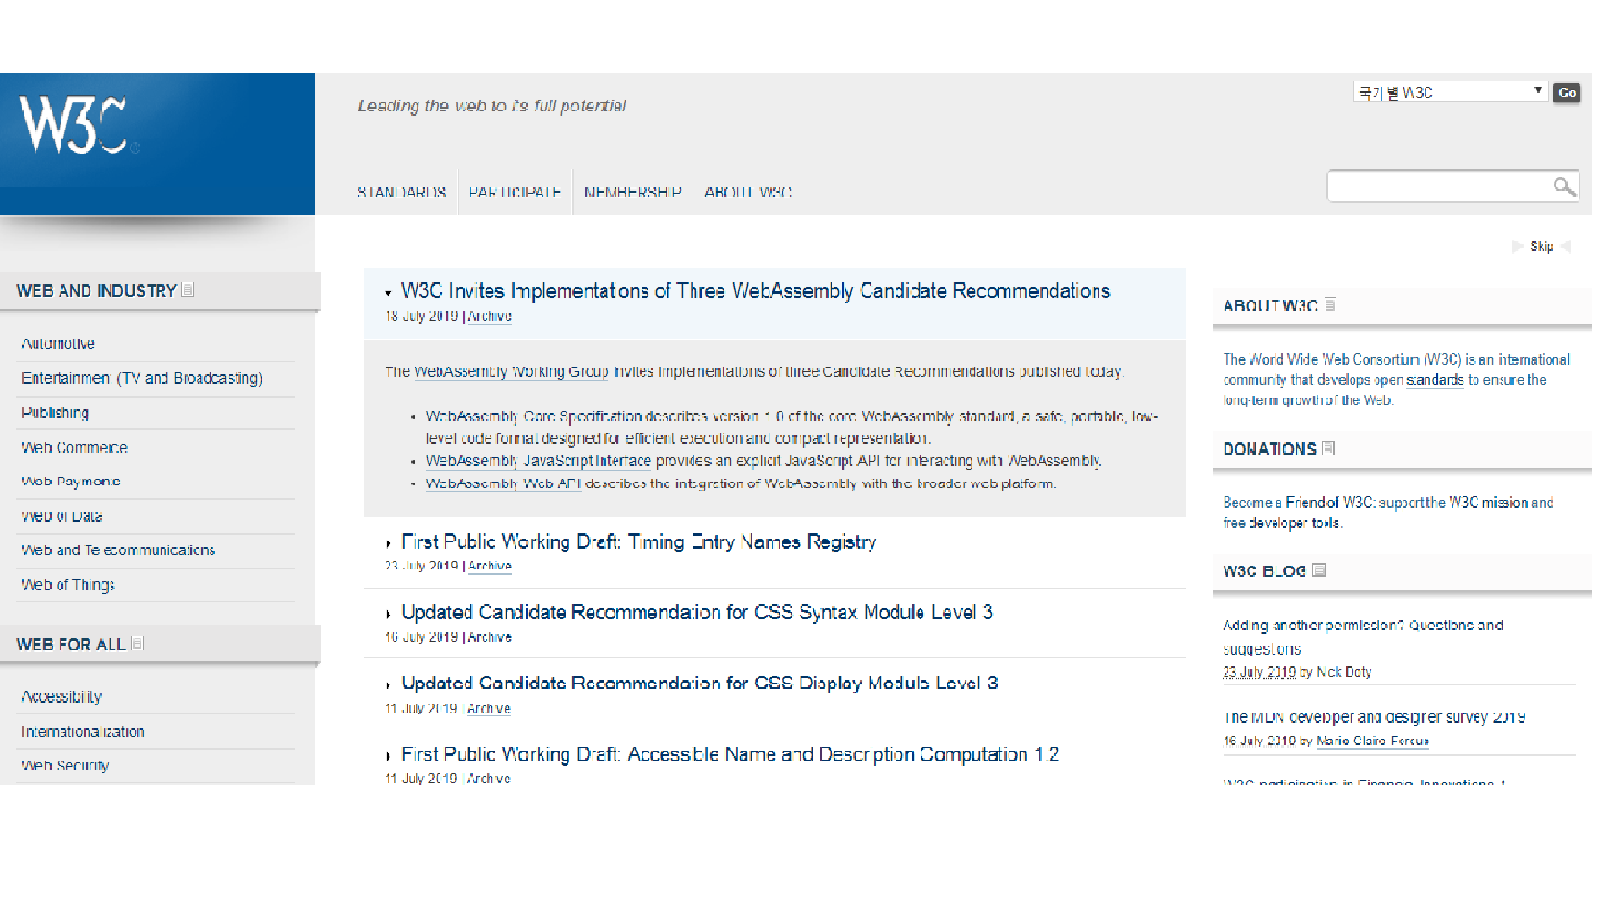 W3C®
Leading the web to its full potential
국가별 W3C
Go
STANDARDS PARTICIPATE MEMBERSHIP ABOUT W3C
Skip
WEB AND INDUSTRY
Automotive
Entertainment (TV and Broadcasting)
Publishing
Web Commerce
Web Payments
Web of Data
Web and Telecommunications
Web of Things
WEB FOR ALL
Accessibility
Internationalization
Web Security
W3C Invites Implementations of Three WebAssembly Candidate Recommendations
18 July 2019 | Archive
The WebAssembly Working Group invites implementations of three Candidate Recommendations published today:
• WebAssembly Core Specification describes version 1.0 of the core WebAssembly standard, a safe, portable, low-
level code format designed for efficient execution and compact representation.
• WebAssembly JavaScript Interface provides an explicit JavaScript API for interacting with WebAssembly.
• WebAssembly Web API describes the integration of WebAssembly with the broader web platform.
First Public Working Draft: Timing Entry Names Registry
23 July 2019 | Archive
Updated Candidate Recommendation for CSS Syntax Module Level 3
16 July 2019 | Archive
Updated Candidate Recommendation for CSS Display Module Level 3
11 July 2019 | Archive
First Public Working Draft: Accessible Name and Description Computation 1.2
11 July 2019 | Archive
ABOUT W3C
The World Wide Web Consortium (W3C) is an international
community that develops open standards to ensure the
long-term growth of the Web.
DONATIONS
Become a Friend of W3C: support the W3C mission and
free developer tools.
W3C BLOG
Adding another permission? Questions and
suggestions
23 July 2019 by Nick Doty
The MDN developer and designer survey 2019
16 July 2019 by Marie-Claire Forgue
W3C participating in Financial Innovations